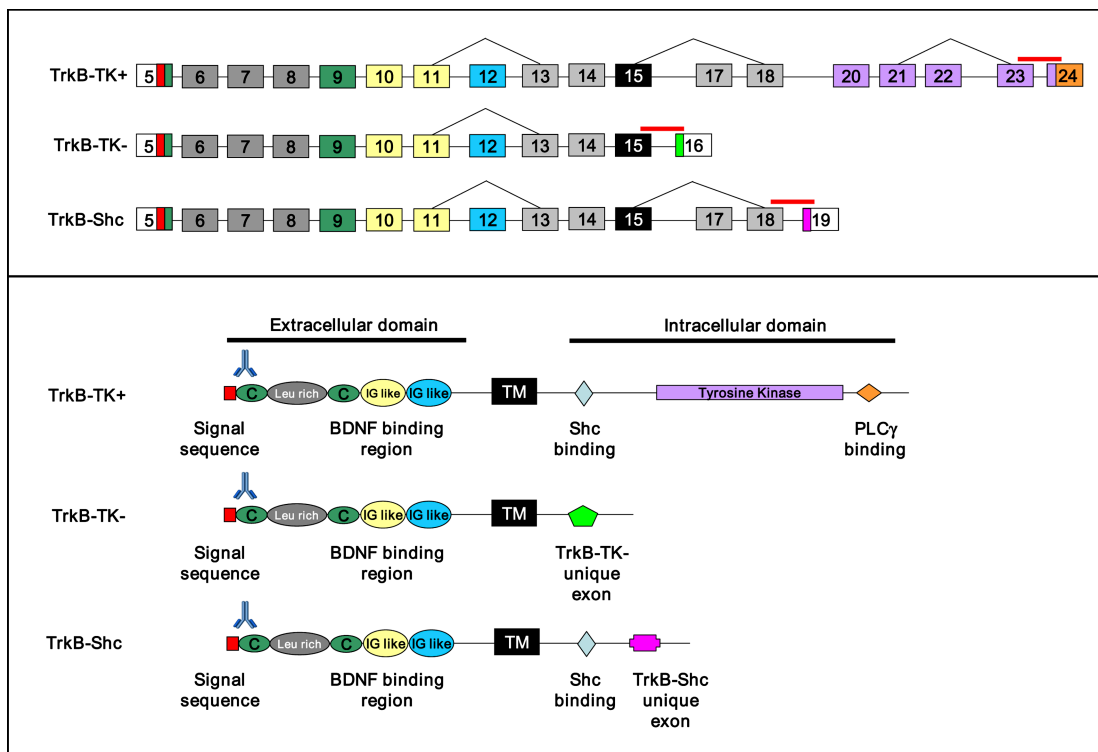 TrkB-TK+ 5 6 7 8 9 10 11 12 13 14 15 17 18 20 21 22 23 24
TrkB-TK- 5 6 7 8 9 10 11 12 13 14 15 16
TrkB-Shc 5 6 7 8 9 10 11 12 13 14 15 17 18 19
Extracellular domain Intracellular domain
TrkB-TK+ C Leu rich C IG like IG like TM Tyrosine Kinase
Signal BDNF binding Shc PLCγ
sequence region binding binding
TrkB-TK- C Leu rich C IG like IG like TM
Signal BDNF binding TrkB-TK-
sequence region unique
exon
TrkB-Shc C Leu rich C IG like IG like TM
Signal BDNF binding Shc TrkB-Shc
sequence region binding unique
exon